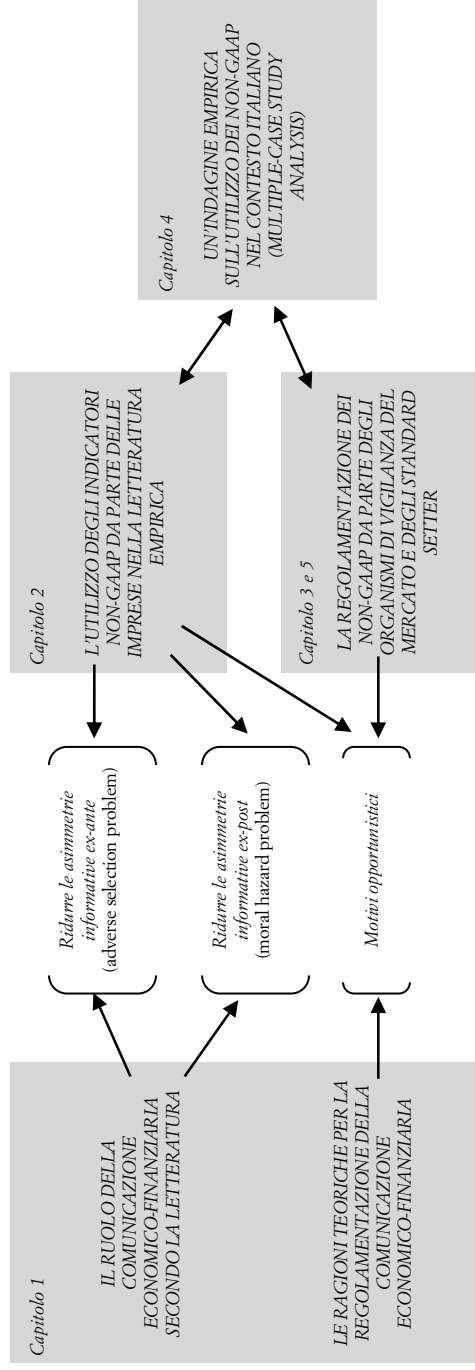 Capitolo 1
IL RUOLO DELLA
COMUNICAZIONE
ECONOMICO-FINANZIARIA
SECONDO LA LETTERATURA
LE RAGIONI TEORICHE PER LA
REGOLAMENTAZIONE DELLA
COMUNICAZIONE
ECONOMICO-FINANZIARIA
Ridurre le asimmetrie
informative ex-ante
(adverse selection problem)
Ridurre le asimmetrie
informative ex-post
(moral hazard problem)
Motivi opportunistici
Capitolo 2
L'UTILIZZO DEGLI INDICATORI
NON-GAAP DA PARTE DELLE
IMPRESE NELLA LETTERATURA
EMPIRICA
Capitolo 3 e 5
LA REGOLAMENTAZIONE DEI
NON-GAAP DA PARTE DEGLI
ORGANISMI DI VIGILANZA DEL
MERCATO E DEGLI STANDARD
SETTER
Capitolo 4
UN'INDAGINE EMPIRICA
SULL'UTILIZZO DEI NON-GAAP
NEL CONTESTO ITALIANO
(MULTIPLE-CASE STUDY
ANALYSIS)